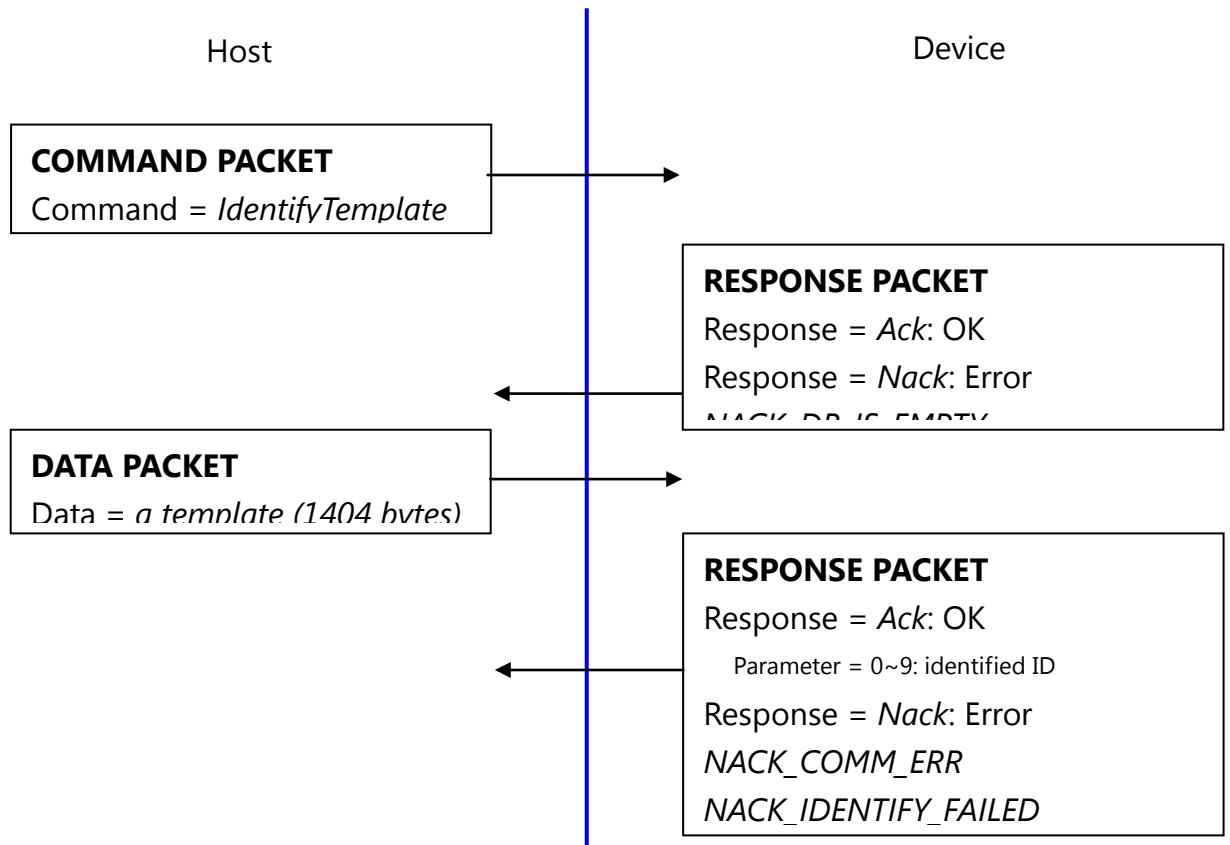 Host
Device
COMMAND PACKET
Command = IdentifyTemplate
RESPONSE PACKET
Response = Ack: OK
Response = Nack: Error
NACK_DB_IS_EMPTY
DATA PACKET
Data = a template (1404 bytes)
RESPONSE PACKET
Response = Ack: OK
Parameter = 0~9: identified ID
Response = Nack: Error
NACK_COMM_ERR
NACK_IDENTIFY_FAILED